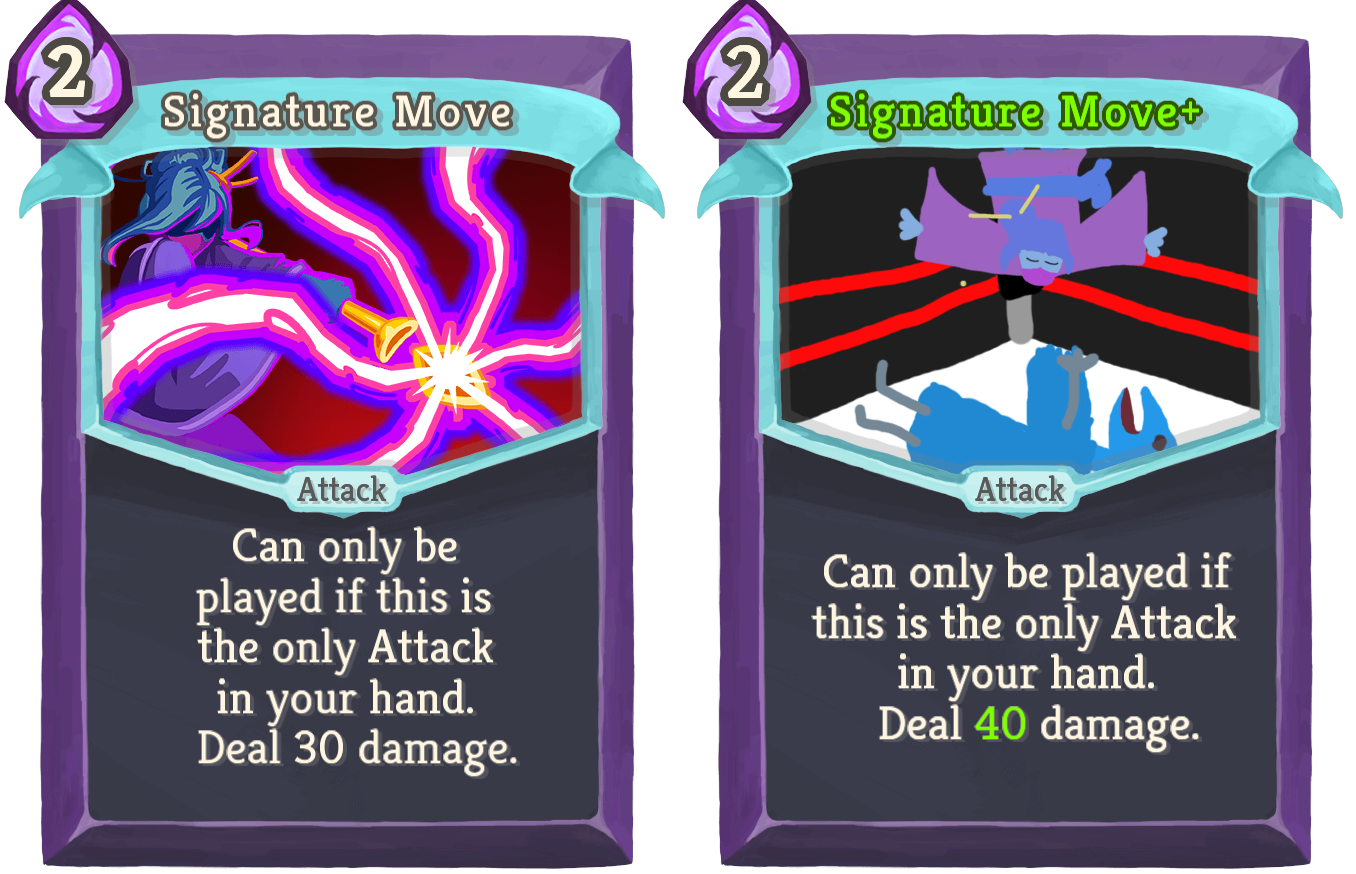 2
Signature Move
Attack
Can only be
played if this is
the only Attack
in your hand.
Deal 30 damage.
2
Signature Move+
Attack
Can only be played if
this is the only Attack
in your hand.
Deal 40 damage.